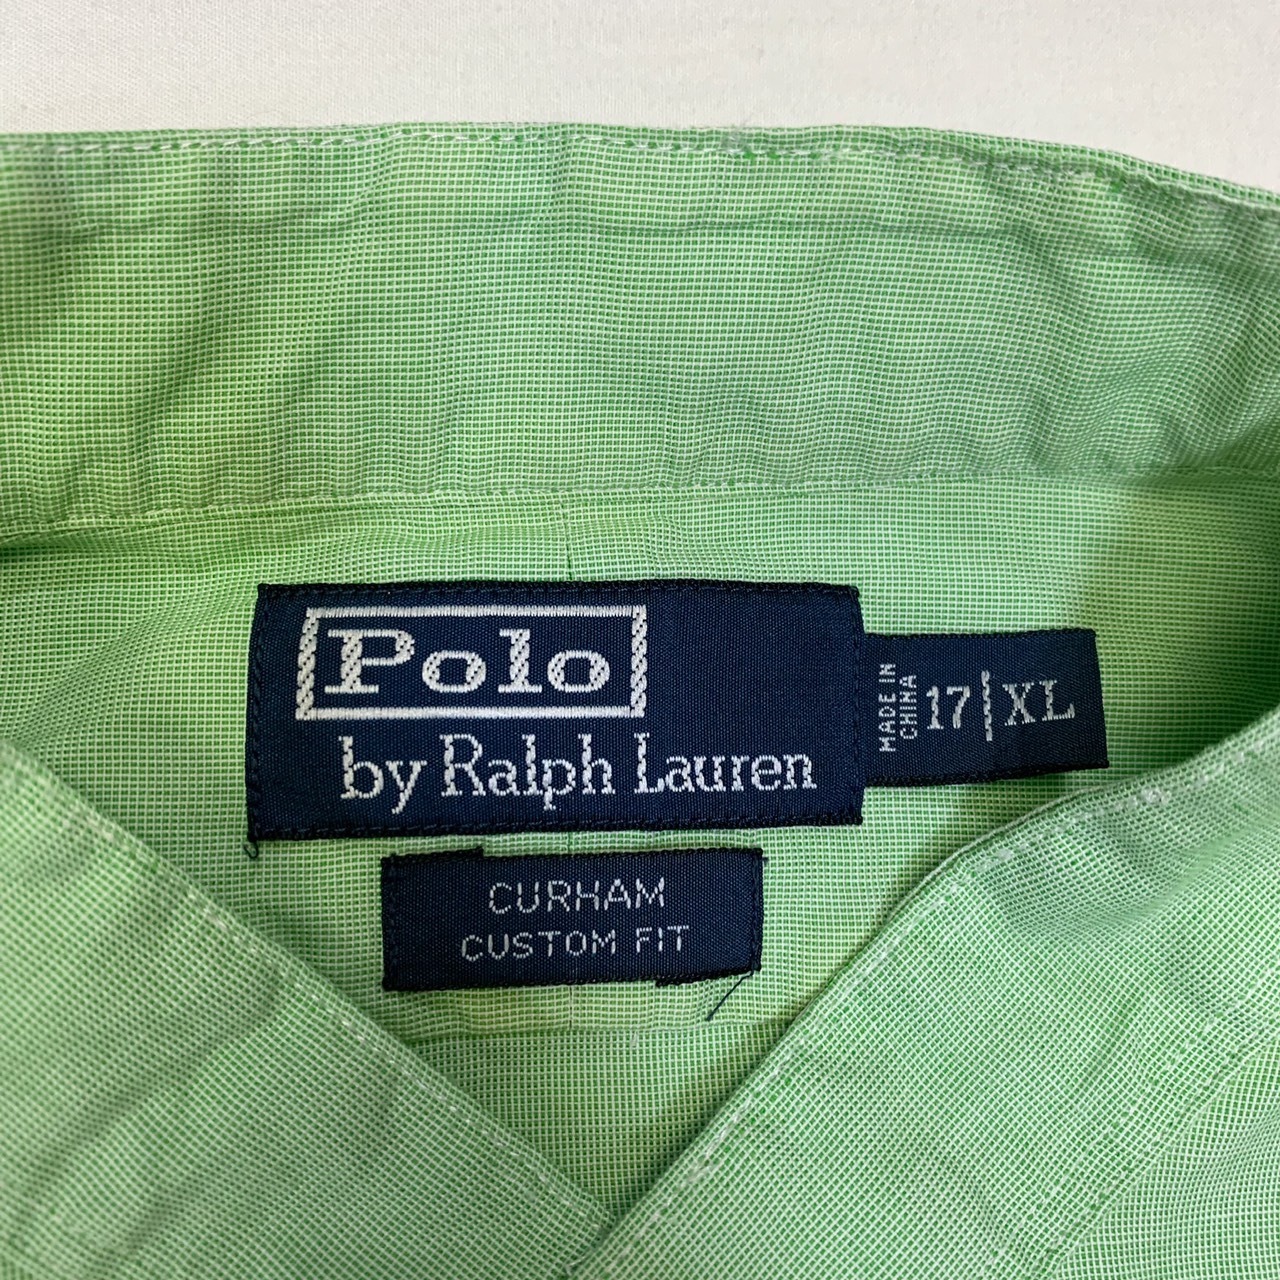 Polo
by Ralph Lauren
MADE IN
CHINA
17 | XL
CURHAM
CUSTOM FIT